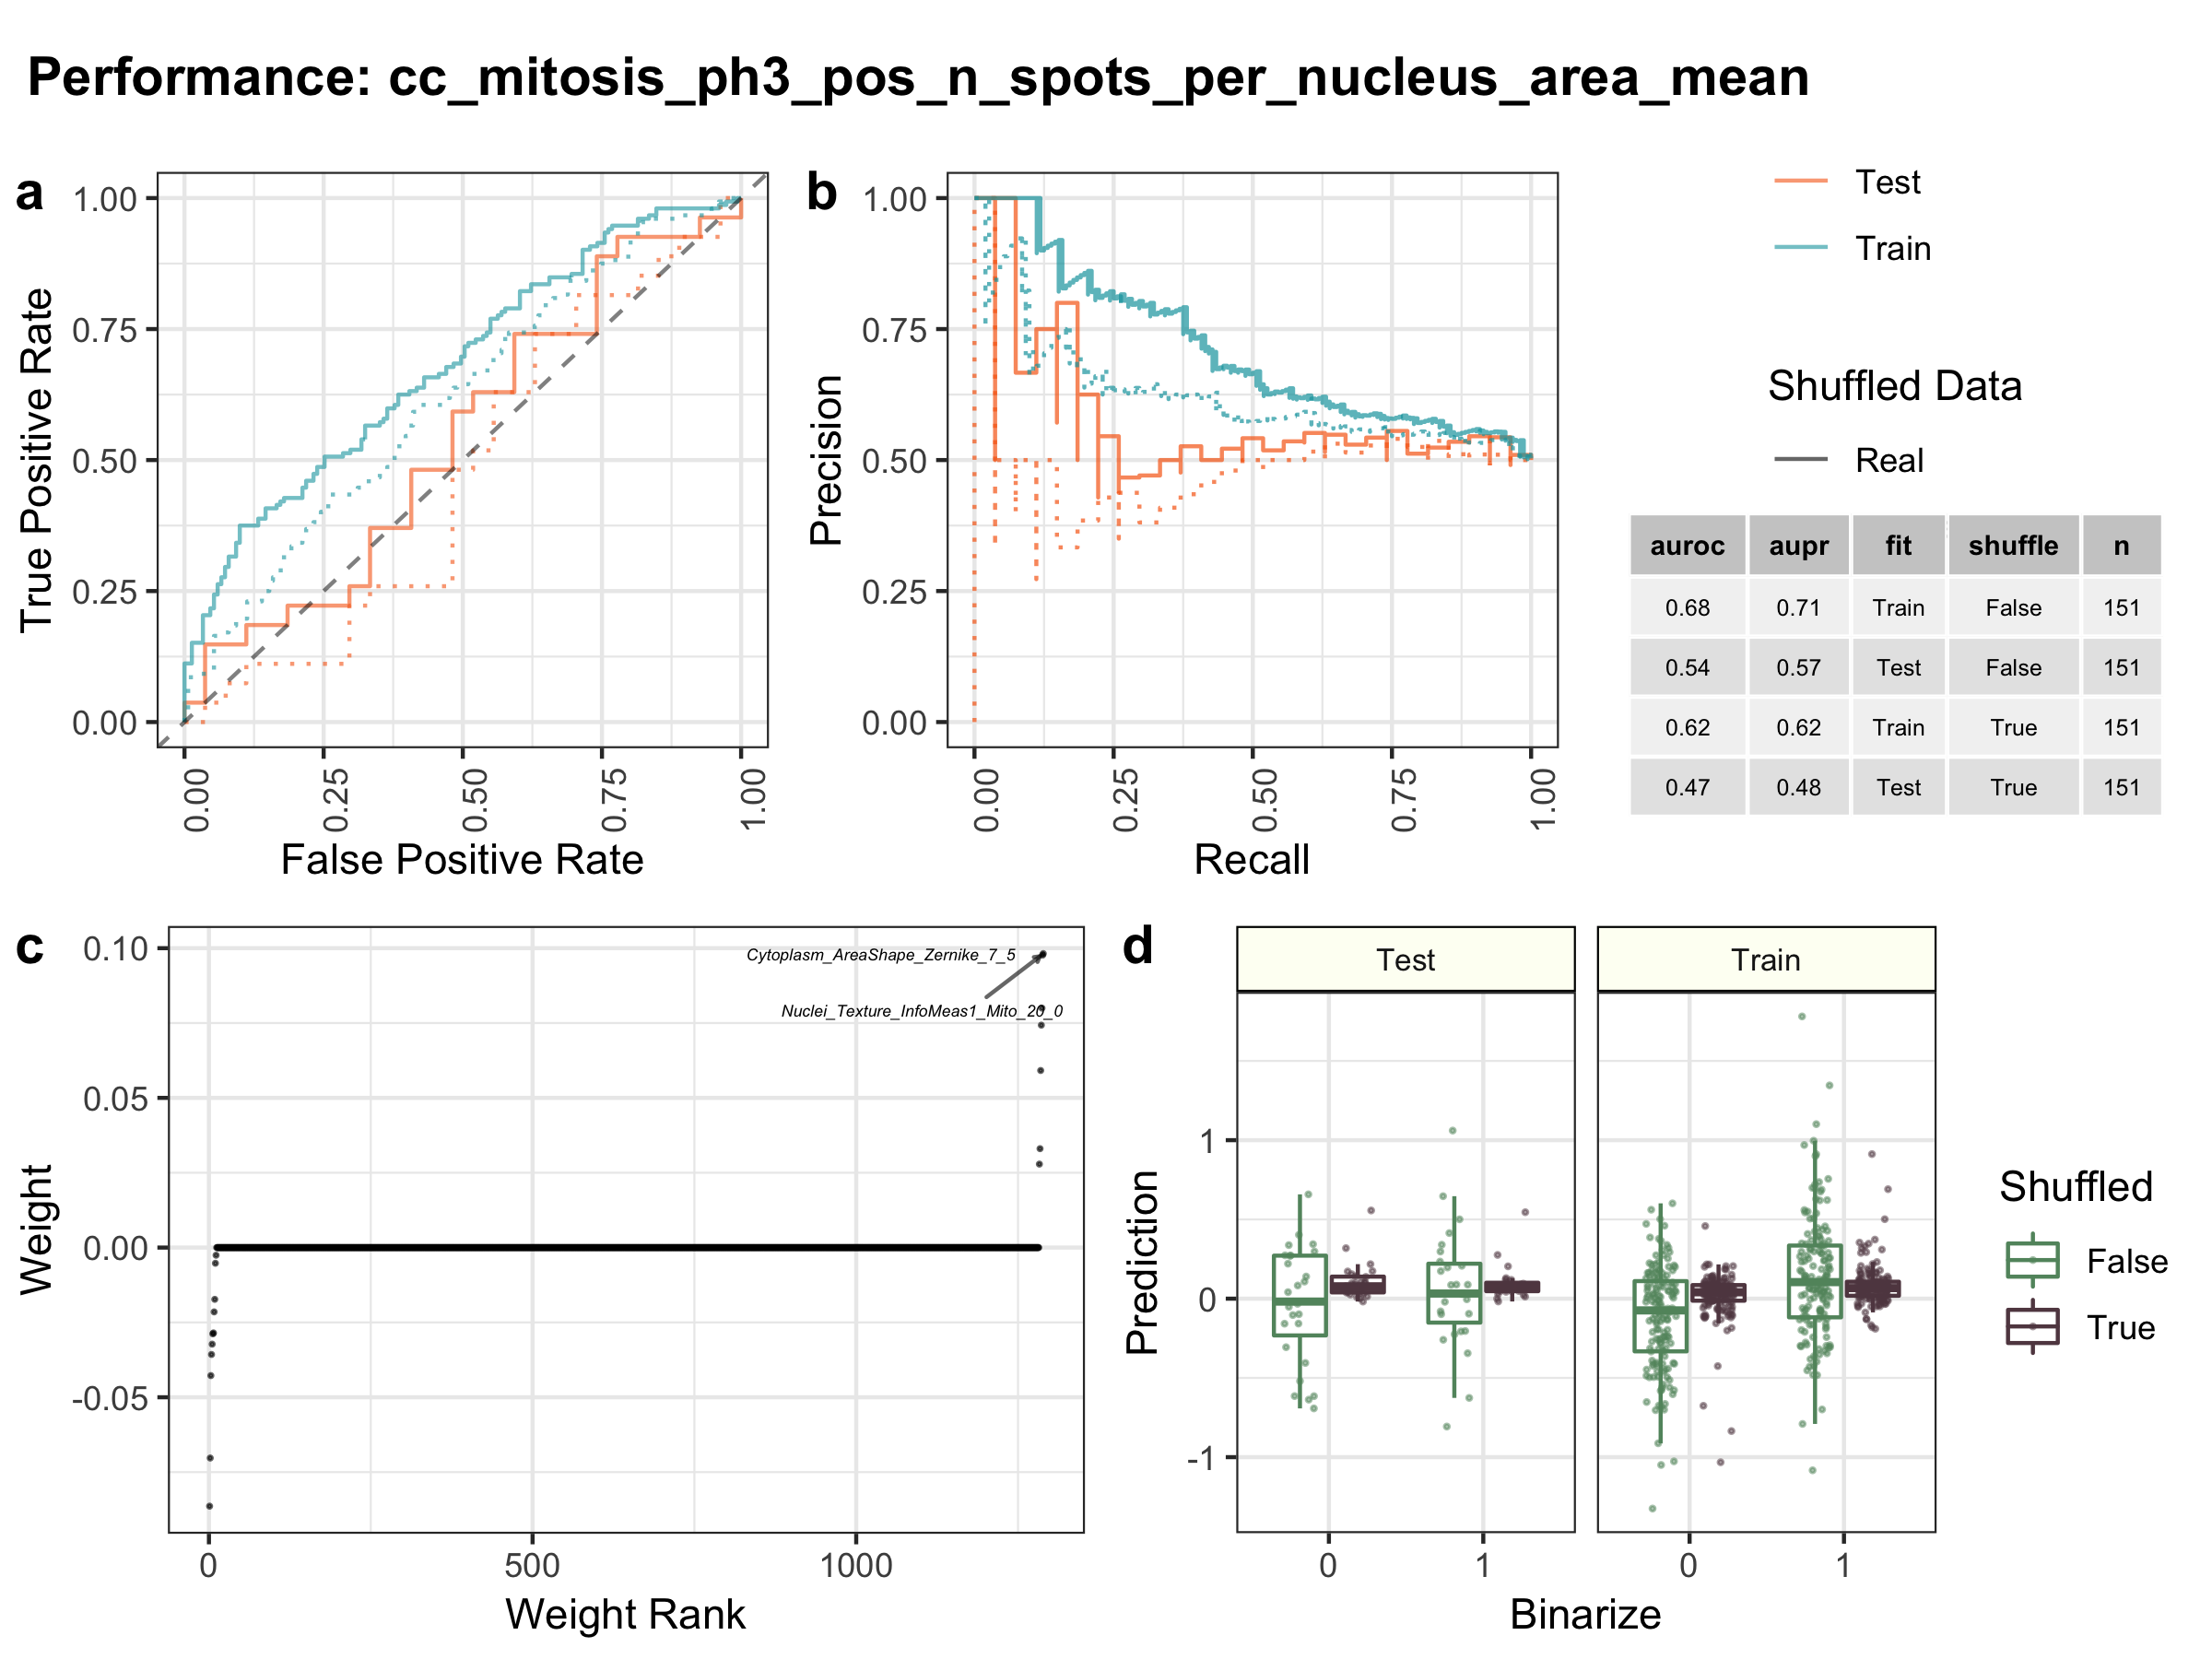 Performance: cc_mitosis_ph3_pos_n_spots_per_nucleus_area_mean
a
1.00
0.75
0.50
0.25
0.00
True Positive Rate
0.00
0.25
0.50
0.75
1.00
False Positive Rate
b
1.00
0.75
0.50
0.25
0.00
Precision
0.00
0.25
0.50
0.75
1.00
Recall
Test
Train
Shuffled Data
Real
auroc aupr fit shuffle n
0.68 0.71 Train False 151
0.54 0.57 Test False 151
0.62 0.62 Train True 151
0.47 0.48 Test True 151
c
0.10
0.05
0.00
-0.05
Weight
Cytoplasm_AreaShape_Zernike_7_5
Nuclei_Texture_InfoMeas1_Mito_20_0
0
500
1000
Weight Rank
d
Test
Train
1
0
-1
Prediction
0
1
0
1
Binarize
Shuffled
False
True